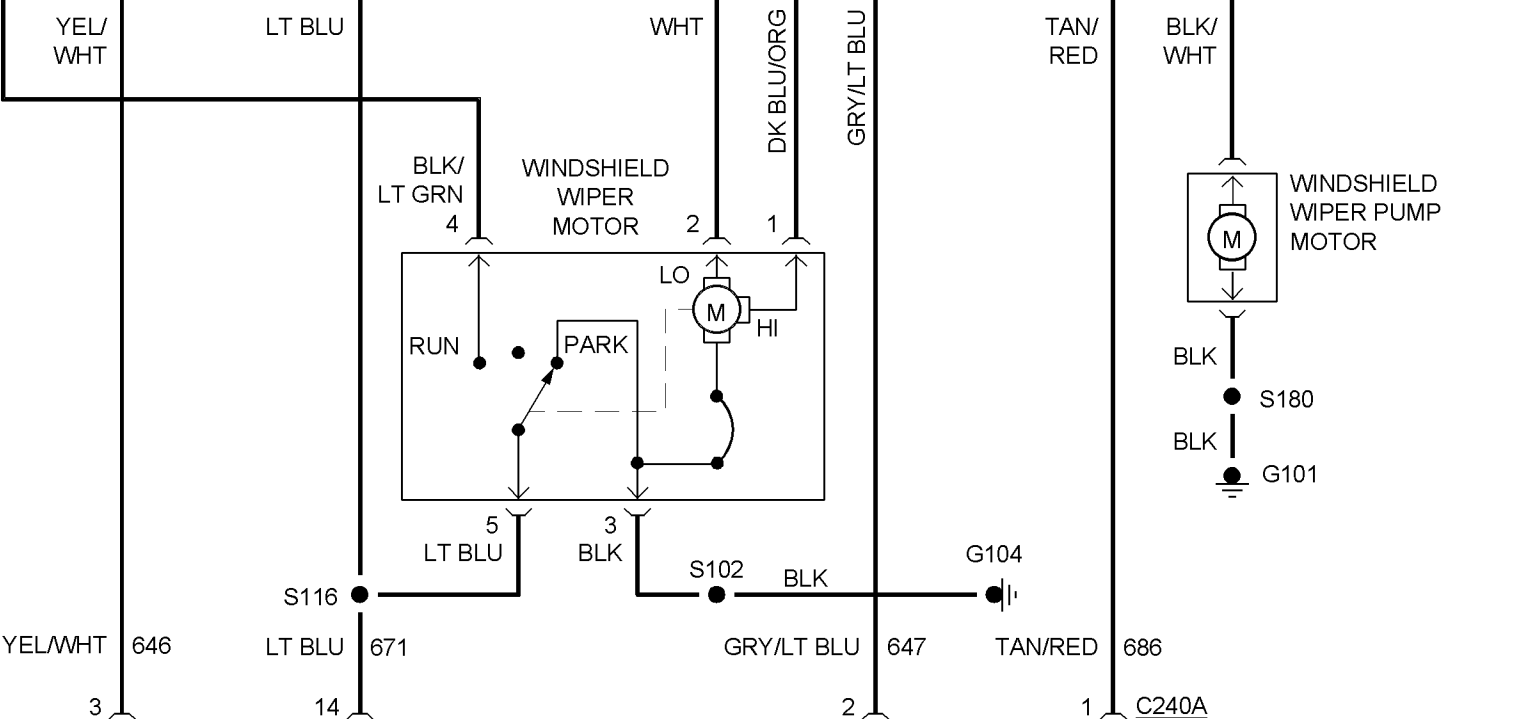 YEL/
WHT
LT BLU
WHT
DK BLU/ORG
GRY/LT BLU
TAN/
RED
BLK/
WHT
BLK/
LT GRN
4
WINDSHIELD
WIPER
MOTOR
2
1
WINDSHIELD
WIPER PUMP
MOTOR
M
LO
M
HI
RUN
PARK
BLK
S180
BLK
G101
5
LT BLU
3
BLK
S102
BLK
G104
S116
YEL/WHT
646
LT BLU
671
GRY/LT BLU
647
TAN/RED
686
3
14
2
1
C240A